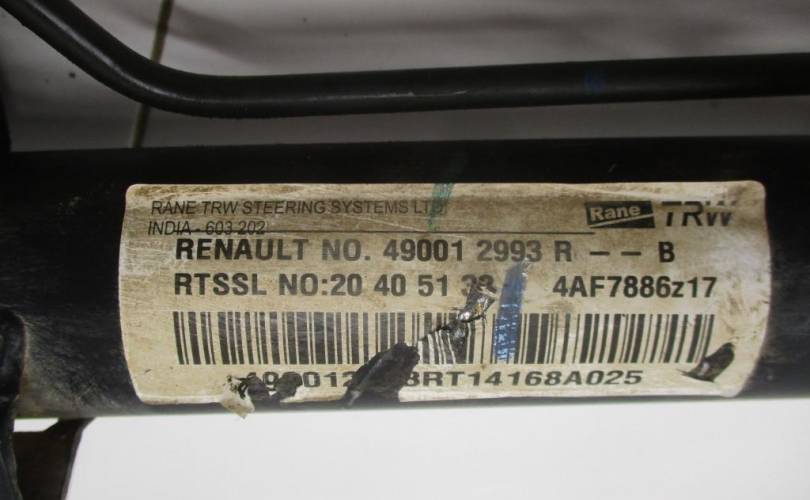 RANE TRW STEERING SYSTEMS LTD
Rane TRW
INDIA - 603 202
RENAULT NO. 49001 2993 R - - B
RTSSL NO:20 40 51 4AF7886z17
RT14168A025